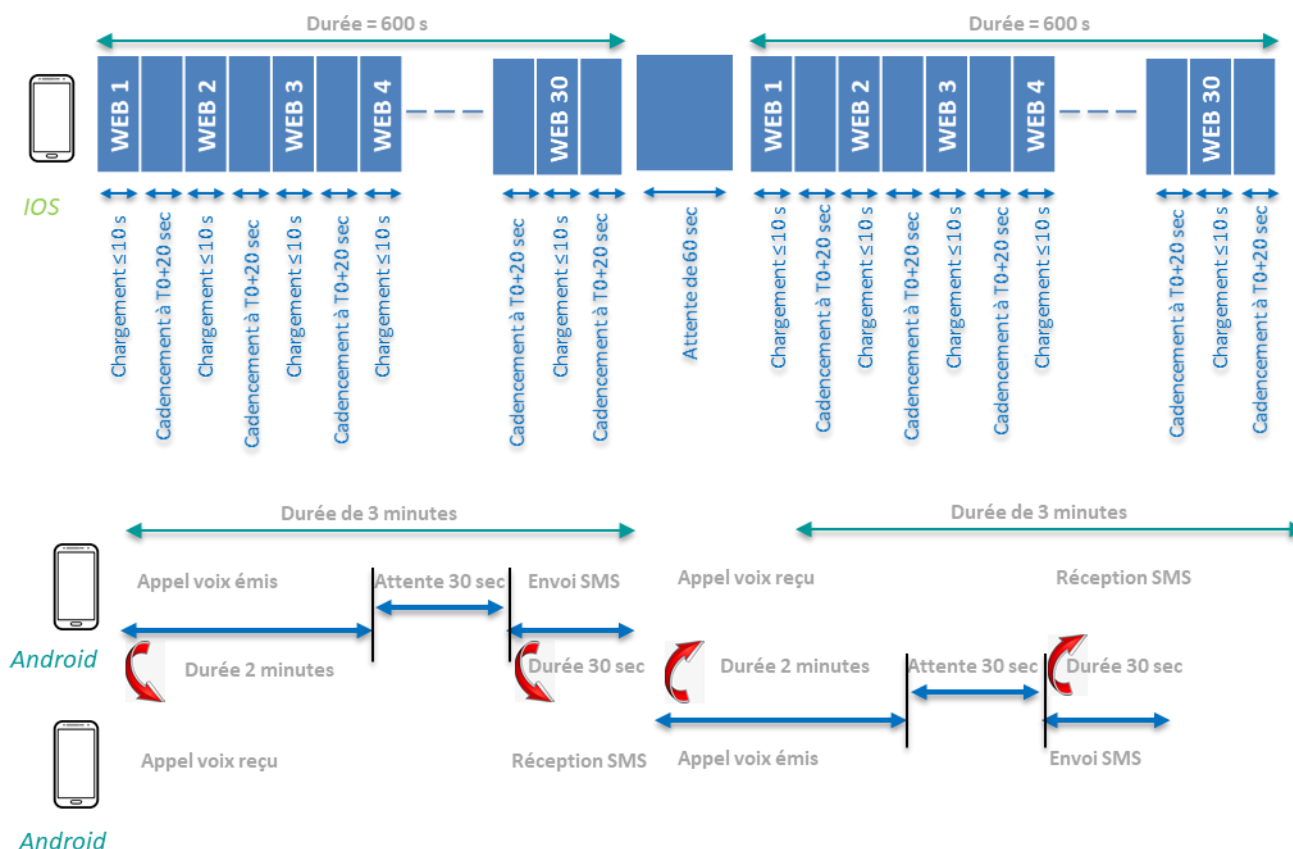 Durée = 600 s
Durée = 600 s
WEB 1
WEB 2
WEB 3
WEB 4
WEB 30
WEB 1
WEB 2
WEB 3
WEB 4
WEB 30
IOS
Chargement ≤ 10 s
Cadencement à T0+20 sec
Chargement ≤ 10 s
Cadencement à T0+20 sec
Chargement ≤ 10 s
Cadencement à T0+20 sec
Chargement ≤ 10 s
Cadencement à T0+20 sec
Chargement ≤ 10 s
Cadencement à T0+20 sec
Attente de 60 sec
Chargement ≤ 10 s
Cadencement à T0+20 sec
Chargement ≤ 10 s
Cadencement à T0+20 sec
Chargement ≤ 10 s
Cadencement à T0+20 sec
Chargement ≤ 10 s
Cadencement à T0+20 sec
Chargement ≤ 10 s
Cadencement à T0+20 sec
Durée de 3 minutes
Durée de 3 minutes
Appel voix émis
Attente 30 sec
Envoi SMS
Appel voix reçu
Réception SMS
Android
Durée 2 minutes
Durée 30 sec
Durée 2 minutes
Attente 30 sec
Durée 30 sec
Appel voix reçu
Réception SMS
Appel voix émis
Envoi SMS
Android